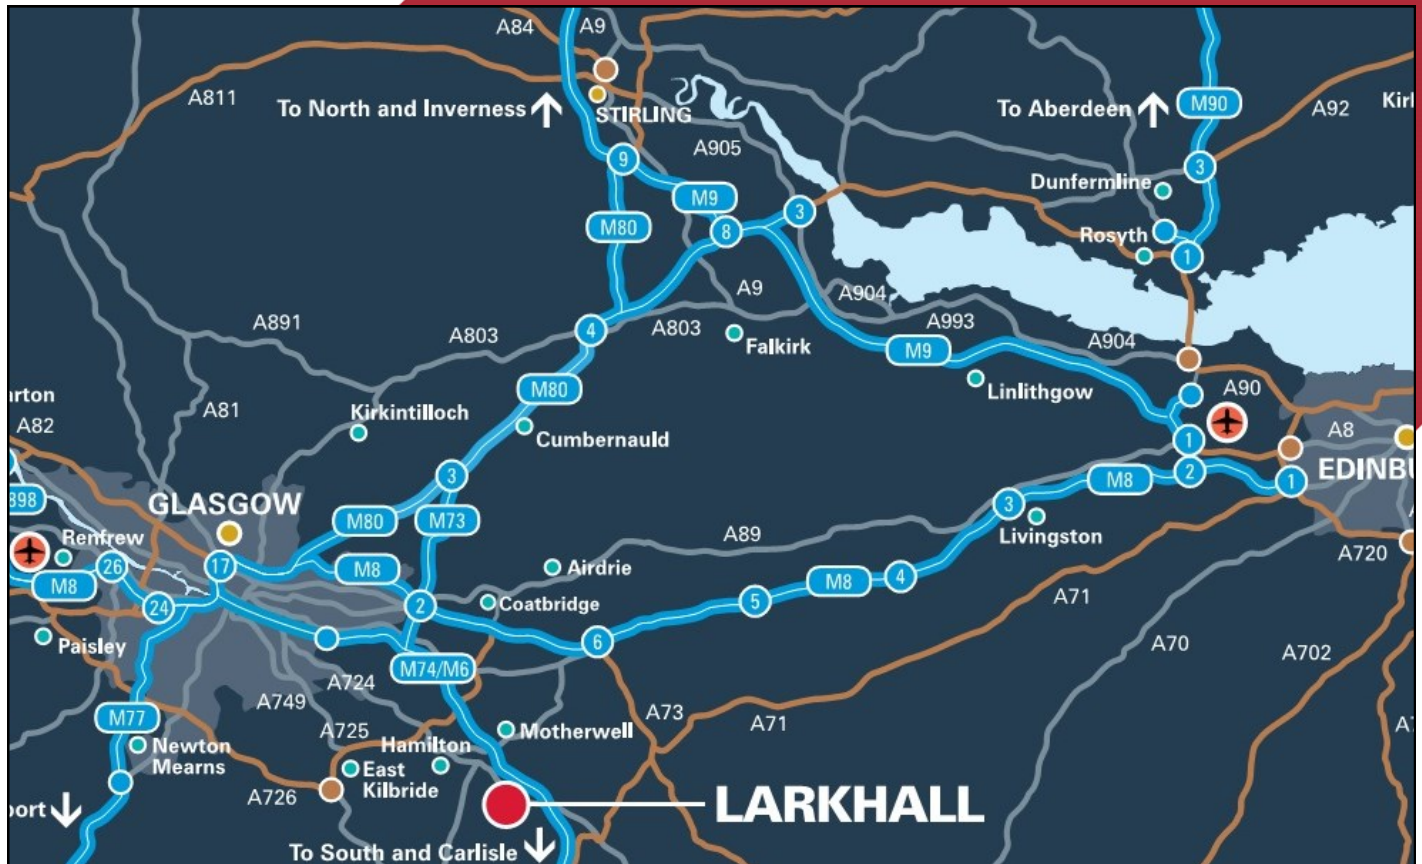 A84
A9
A811
To North and Inverness
STIRLING
To Aberdeen
M90
A92
A905
9
3
Dunfermline
M9
3
M80
8
Rosyth
1
A9
A904
A891
A803
4
A803
Falkirk
A993
A904
M9
Linlithgow
A90
M80
A81
Kirkintilloch
Cumbernauld
A82
1
A8
3
M8
2
EDINBU
1
898
GLASGOW
M80
M73
3
Livingston
A89
Renfrew
26
17
M8
Airdrie
A720
M8
M8
4
24
2
Coatbridge
5
A71
Paisley
6
A70
A702
M74/M6
A724
A749
A73
A71
M77
A725
Motherwell
Newton
Mearns
Hamilton
East
Kilbride
A726
LARKHALL
To South and Carlisle